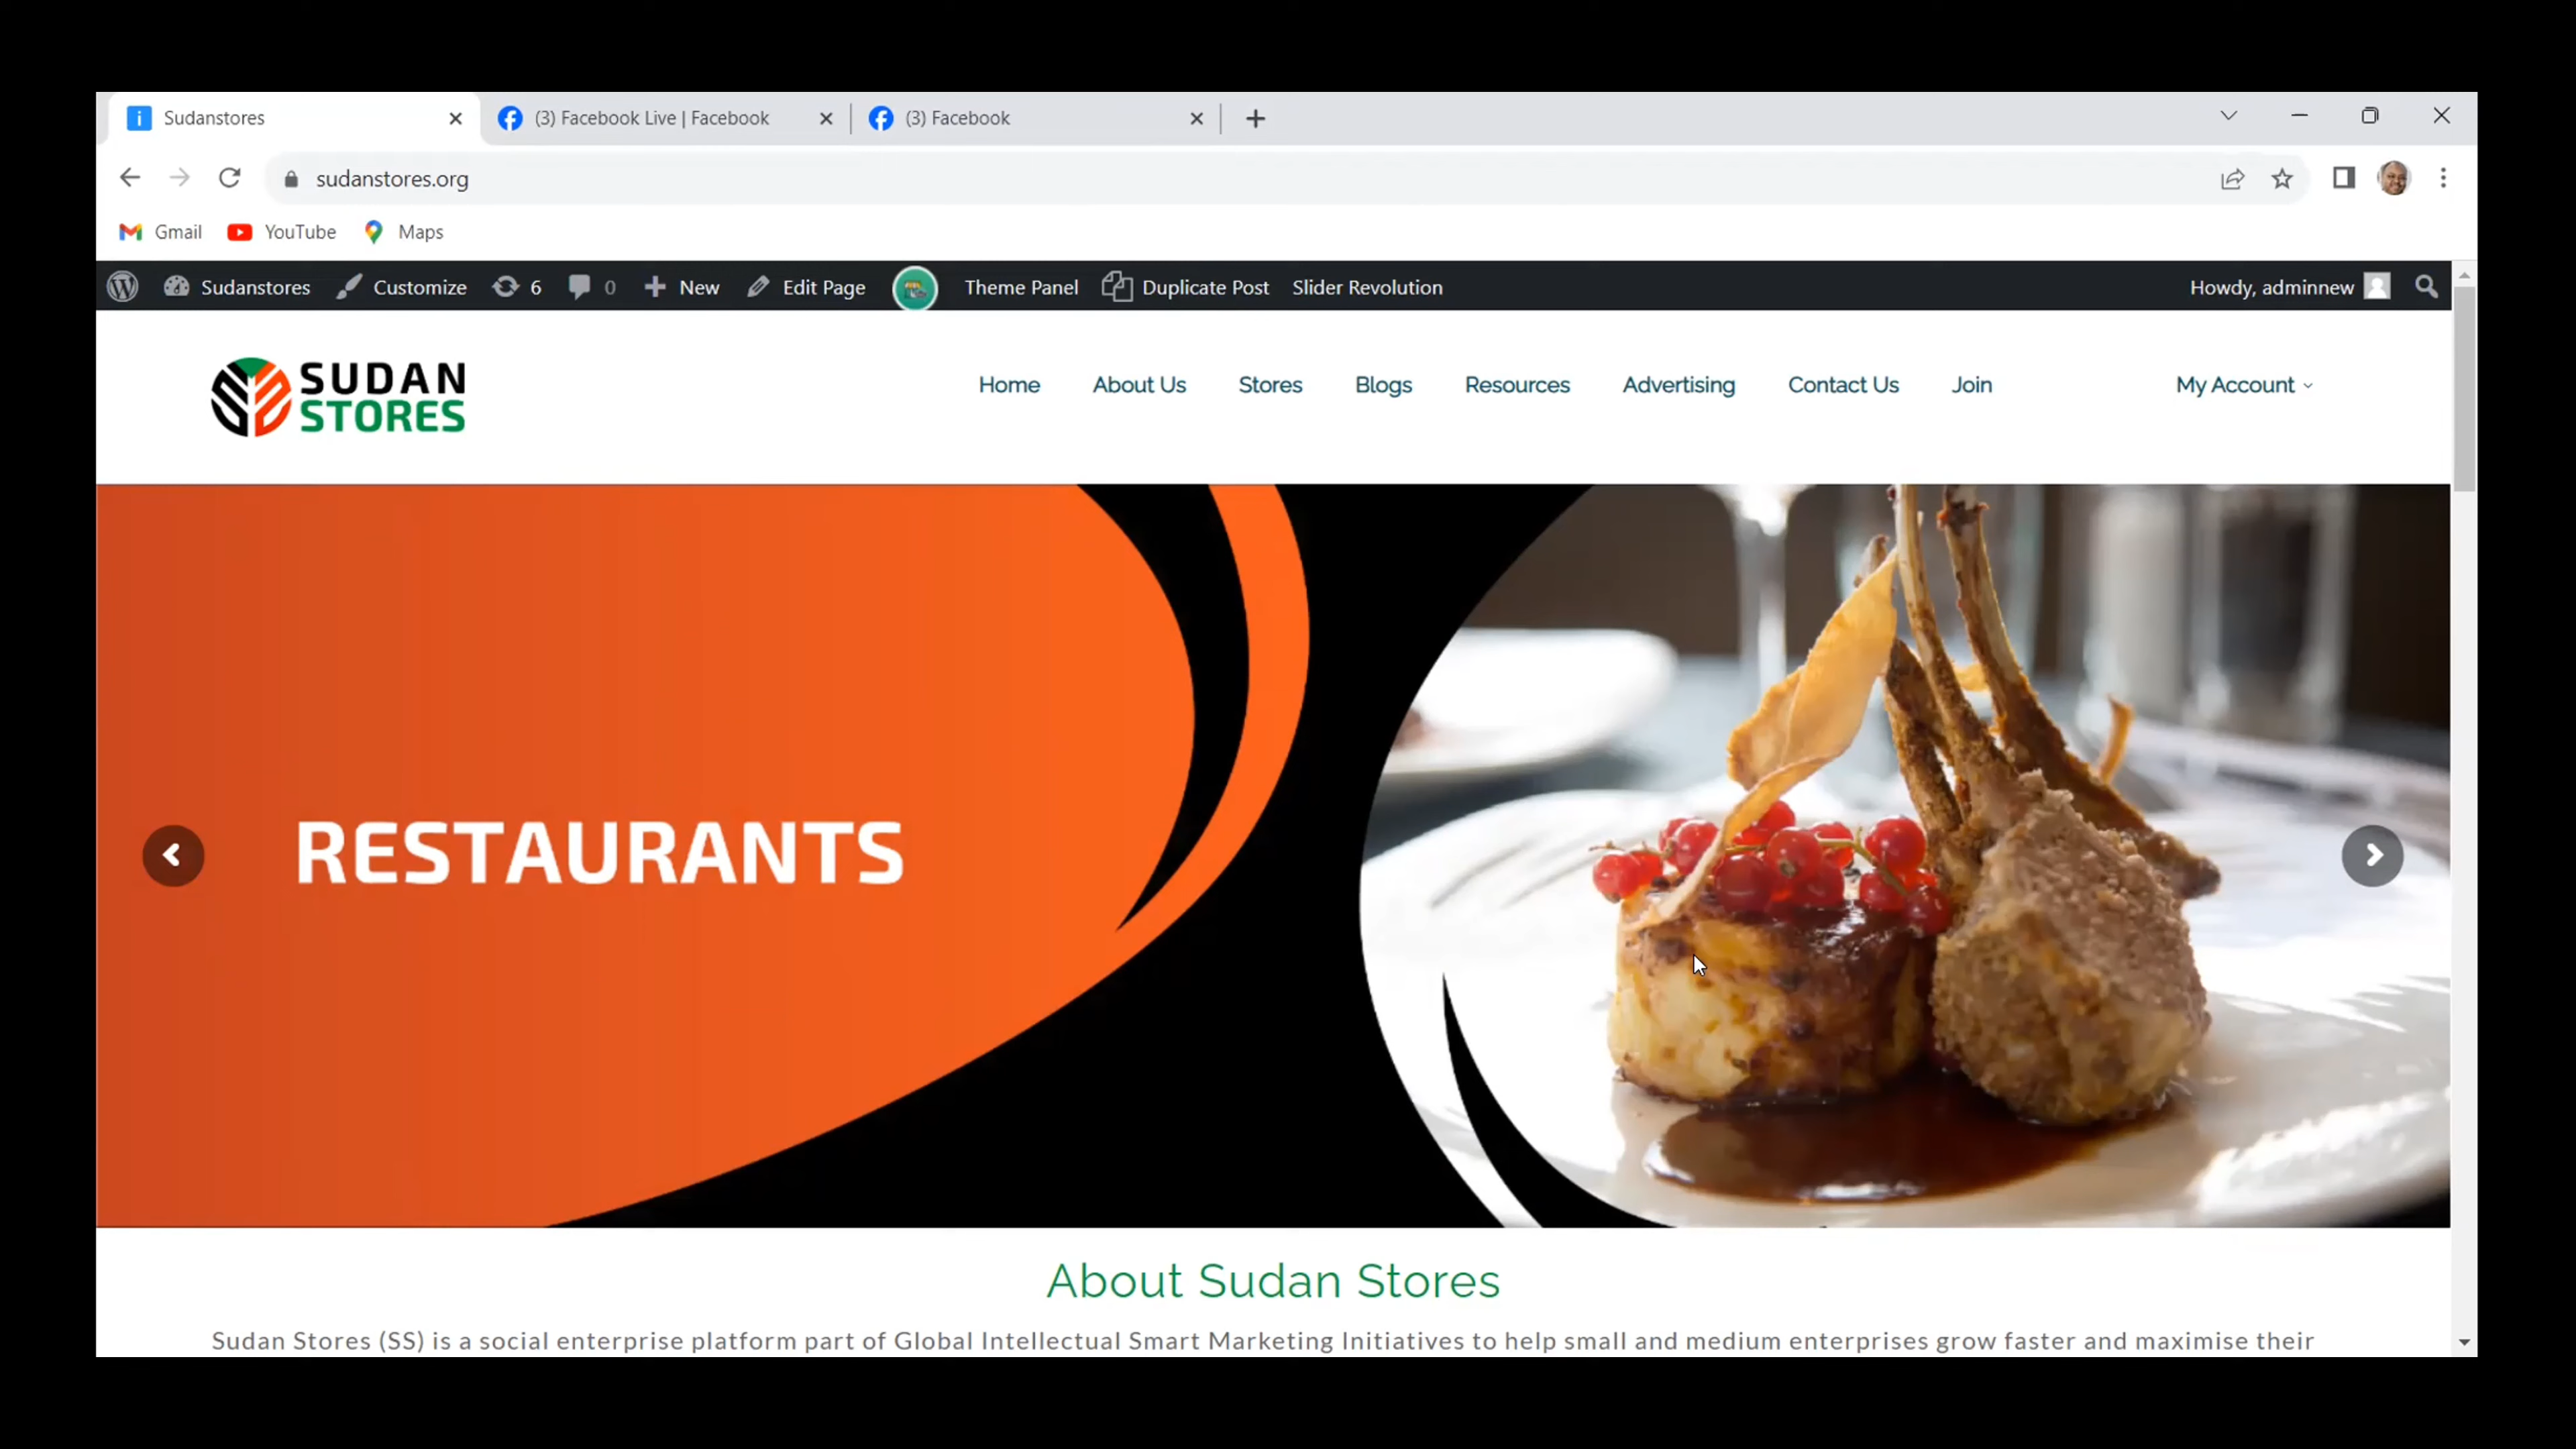 Sudanstores
(3) Facebook Live | Facebook
(3) Facebook
sudanstores.org
Gmail YouTube Maps
Sudanstores Customize 6 0 New Edit Page Theme Panel Duplicate Post Slider Revolution Howdy, adminnew
SUDAN
STORES
Home About Us Stores Blogs Resources Advertising Contact Us Join My Account
RESTAURANTS
About Sudan Stores
Sudan Stores (SS) is a social enterprise platform part of Global Intellectual Smart Marketing Initiatives to help small and medium enterprises grow faster and maximise their